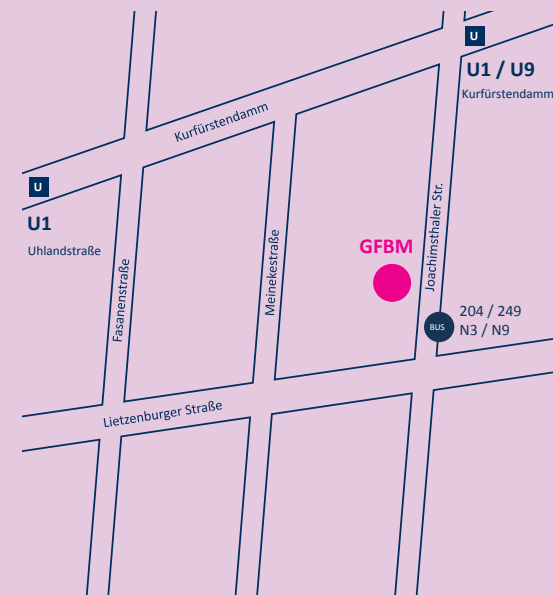 U
U1 / U9
Kurfürstendamm
Kurfürstendamm
U
U1
Uhlandstraße
Fasanenstraße
Meinekestraße
Joachimsthaler Str.
GFBM
BUS
204 / 249
N3 / N9
Lietzenburger Straße